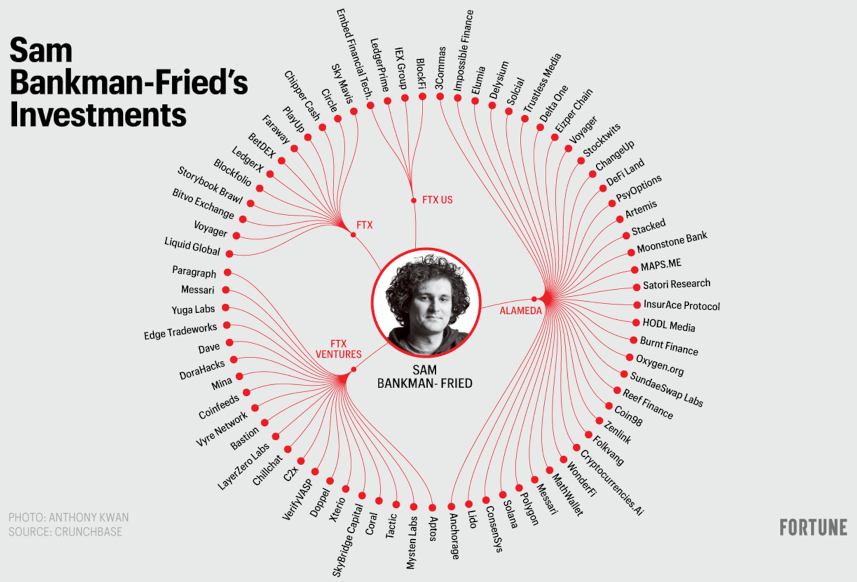 Sam
Bankman-Fried's
Investments
Embed Financial Tech.
LedgerPrime
IEX Group
BlockFi
3Commas
Impossible Finance
Elumia
Delysium
Solcial
Trustless Media
Delta One
Elzper Chain
Voyager
Stocktwits
ChangeUp
DeFi Land
PsyOptions
Artemis
Stacked
Moonstone Bank
MAPS.ME
Satori Research
InsurAce Protocol
HODL Media
Burnt Finance
Oxygen.org
SundaeSwap Labs
Reef Finance
Coin98
Zenlink
Folkvang
Cryptocurrencies.Ai
WonderFi
MathWallet
Messari
Polygon
Solana
ConsenSys
Lido
Anchorage
Aptos
Mysten Labs
Tactic
Coral
SkyBridge Capital
Xterio
Doppel
VerifyVASP
C2x
Chillchat
LayerZero Labs
Bastion
Vyre Network
Coinfeeds
Mina
DoraHacks
Dave
Edge Tradeworks
Yuga Labs
Messari
Paragraph
Liquid Global
Voyager
Bitvo Exchange
Storybook Brawl
Blockfolio
LedgerX
BetDEX
Faraway
PlayUp
Chipper Cash
Circle
Sky Mavis
FTX US
FTX
ALAMEDA
FTX
VENTURES
SAM
BANKMAN- FRIED
PHOTO: ANTHONY KWAN
SOURCE: CRUNCHBASE
FORTUNE